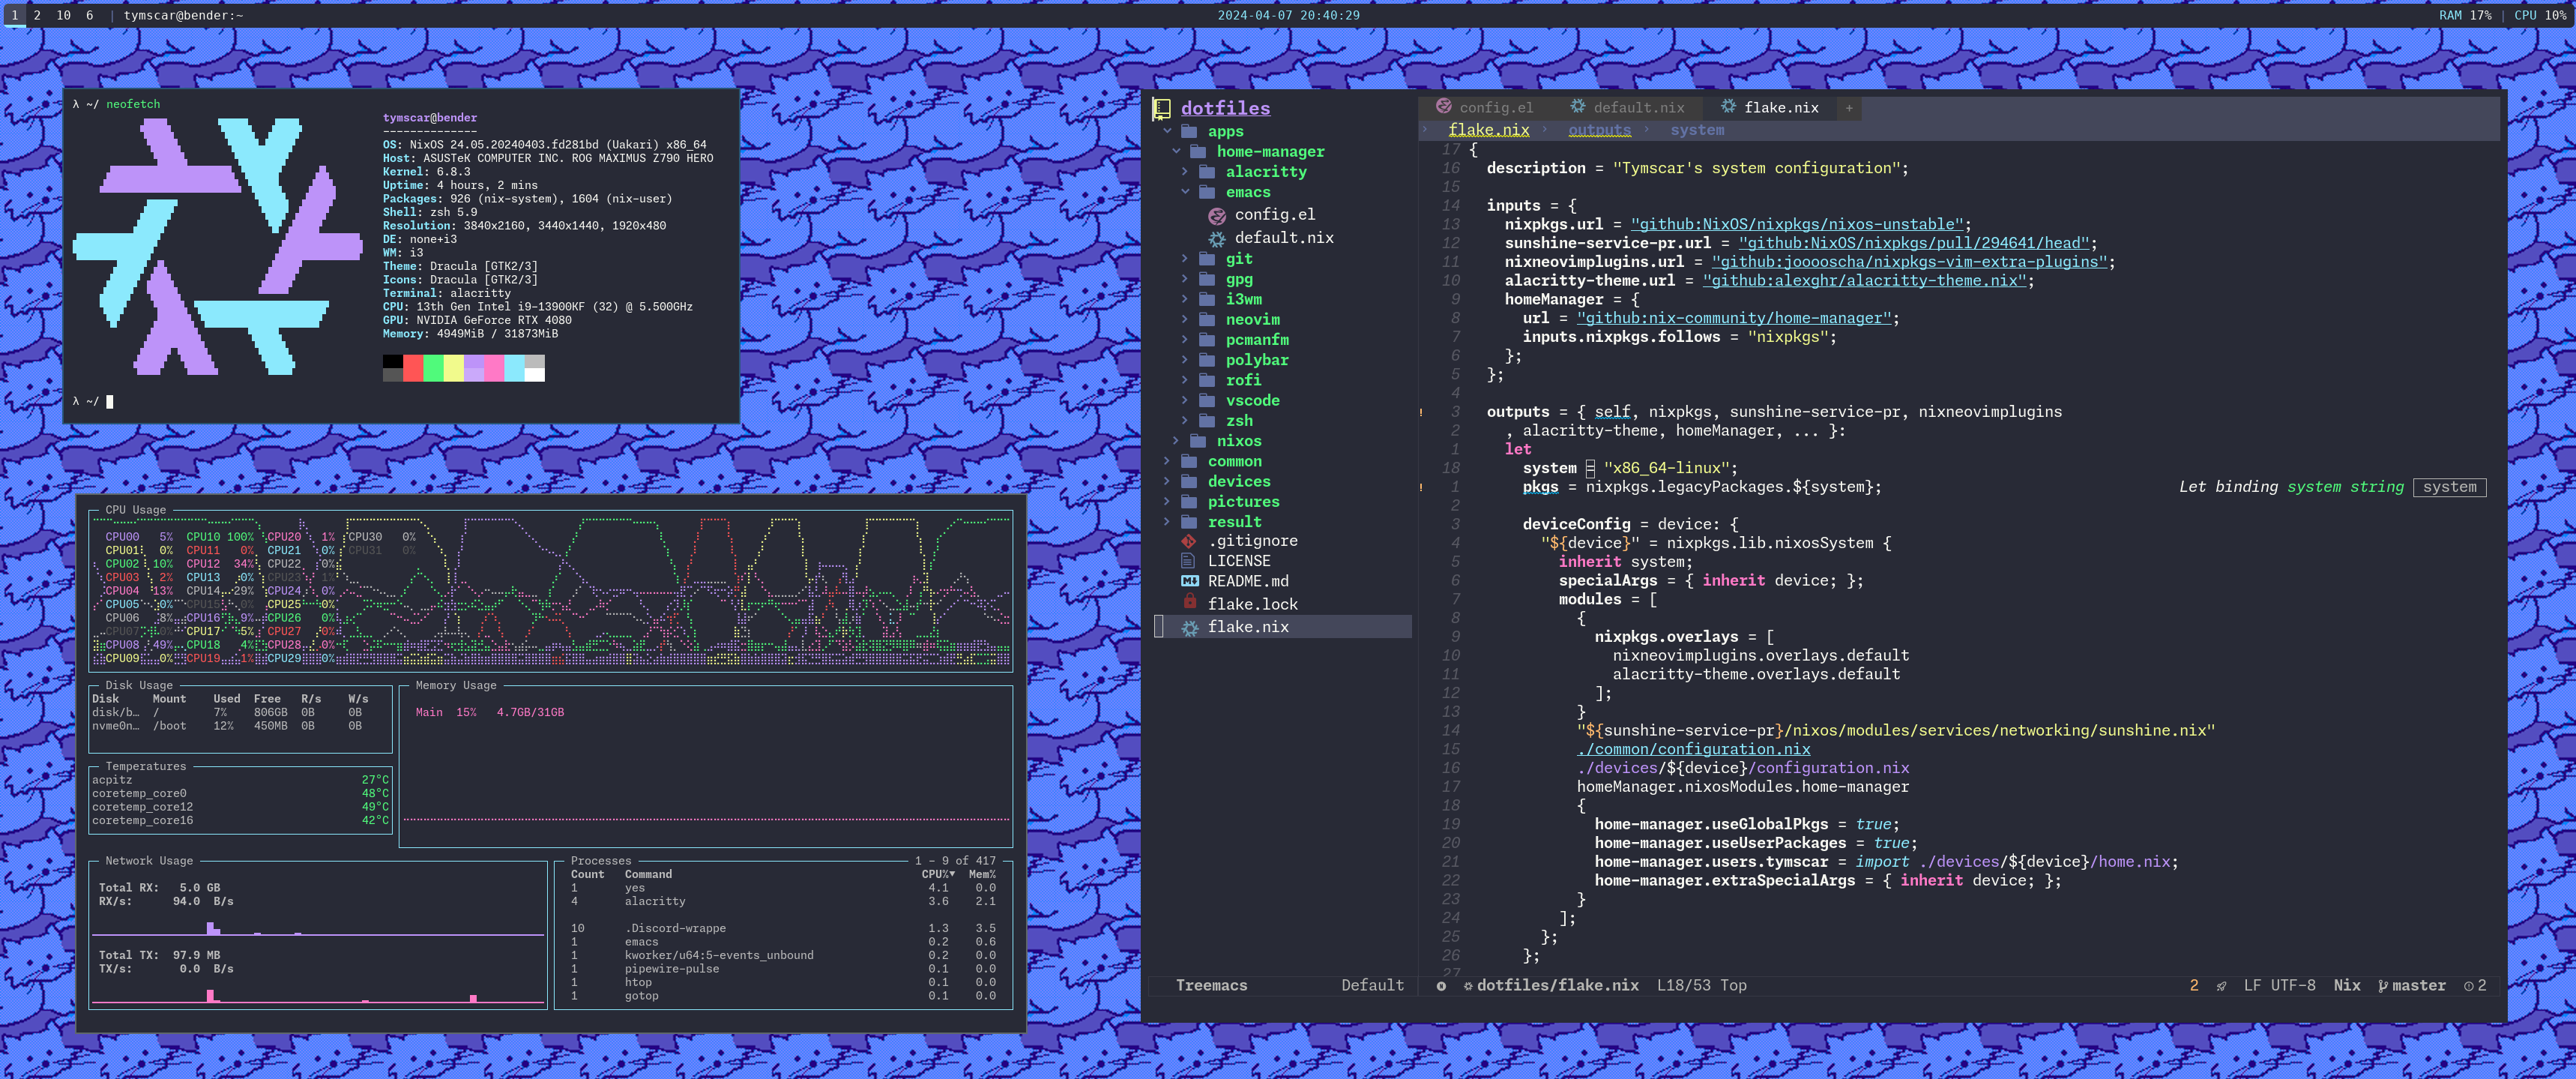 1 2 10 6 | tymscar@bender:~
2024-04-07 20:40:29
RAM 17% | CPU 10%
λ ~/ neofetch
tymscar@bender
--------------
OS: NixOS 24.05.20240403.fd281bd (Uakari) x86_64
Host: ASUSTeK COMPUTER INC. ROG MAXIMUS Z790 HERO
Kernel: 6.8.3
Uptime: 4 hours, 2 mins
Packages: 926 (nix-system), 1604 (nix-user)
Shell: zsh 5.9
Resolution: 3840x2160, 3440x1440, 1920x480
DE: none+i3
WM: i3
Theme: Dracula [GTK2/3]
Icons: Dracula [GTK2/3]
Terminal: alacritty
CPU: 13th Gen Intel i9-13900KF (32) @ 5.500GHz
GPU: NVIDIA GeForce RTX 4080
Memory: 4949MiB / 31873MiB
λ ~/
CPU Usage
CPU00 5% CPU10 100% CPU20 1% CPU30 0%
CPU01 0% CPU11 0% CPU21 0% CPU31 0%
CPU02 10% CPU12 34% CPU22 0%
CPU03 2% CPU13 0% CPU23 1%
CPU04 13% CPU14 29% CPU24 0%
CPU05 0% CPU15 0% CPU25 0%
CPU06 8% CPU16 9% CPU26 0%
CPU07 0% CPU17 5% CPU27 0%
CPU08 49% CPU18 4% CPU28 0%
CPU09 0% CPU19 1% CPU29 0%
Disk Usage
Disk Mount Used Free R/s W/s
disk/b… / 7% 806GB 0B 0B
nvme0n… /boot 12% 450MB 0B 0B
Memory Usage
Main 15% 4.7GB/31GB
Temperatures
acpitz 27°C
coretemp_core0 48°C
coretemp_core12 49°C
coretemp_core16 42°C
Network Usage
Total RX: 5.0 GB
RX/s: 94.0 B/s
Total TX: 97.9 MB
TX/s: 0.0 B/s
Processes 1 - 9 of 417
Count Command CPU%▼ Mem%
1 yes 4.1 0.0
4 alacritty 3.6 2.1
10 .Discord-wrappe 1.3 3.5
1 emacs 0.2 0.6
1 kworker/u64:5-events_unbound 0.2 0.0
1 pipewire-pulse 0.1 0.0
1 htop 0.1 0.0
1 gotop 0.1 0.0
dotfiles
apps
home-manager
alacritty
emacs
config.el
default.nix
git
gpg
i3wm
neovim
pcmanfm
polybar
rofi
vscode
zsh
nixos
common
devices
pictures
result
.gitignore
LICENSE
README.md
flake.lock
flake.nix
Treemacs Default
config.el default.nix flake.nix +
› flake.nix › outputs › system
17 {
16 description = "Tymscar's system configuration";
15
14 inputs = {
13 nixpkgs.url = "github:NixOS/nixpkgs/nixos-unstable";
12 sunshine-service-pr.url = "github:NixOS/nixpkgs/pull/294641/head";
11 nixneovimplugins.url = "github:jooooscha/nixpkgs-vim-extra-plugins";
10 alacritty-theme.url = "github:alexghr/alacritty-theme.nix";
9 homeManager = {
8 url = "github:nix-community/home-manager";
7 inputs.nixpkgs.follows = "nixpkgs";
6 };
5 };
4
! 3 outputs = { self, nixpkgs, sunshine-service-pr, nixneovimplugins
2 , alacritty-theme, homeManager, ... }:
1 let
18 system = "x86_64-linux";
! 1 pkgs = nixpkgs.legacyPackages.${system}; Let binding system string system
2
3 deviceConfig = device: {
4 "${device}" = nixpkgs.lib.nixosSystem {
5 inherit system;
6 specialArgs = { inherit device; };
7 modules = [
8 {
9 nixpkgs.overlays = [
10 nixneovimplugins.overlays.default
11 alacritty-theme.overlays.default
12 ];
13 }
14 "${sunshine-service-pr}/nixos/modules/services/networking/sunshine.nix"
15 ./common/configuration.nix
16 ./devices/${device}/configuration.nix
17 homeManager.nixosModules.home-manager
18 {
19 home-manager.useGlobalPkgs = true;
20 home-manager.useUserPackages = true;
21 home-manager.users.tymscar = import ./devices/${device}/home.nix;
22 home-manager.extraSpecialArgs = { inherit device; };
23 }
24 ];
25 };
26 };
27
dotfiles/flake.nix L18/53 Top 2 LF UTF-8 Nix master 2